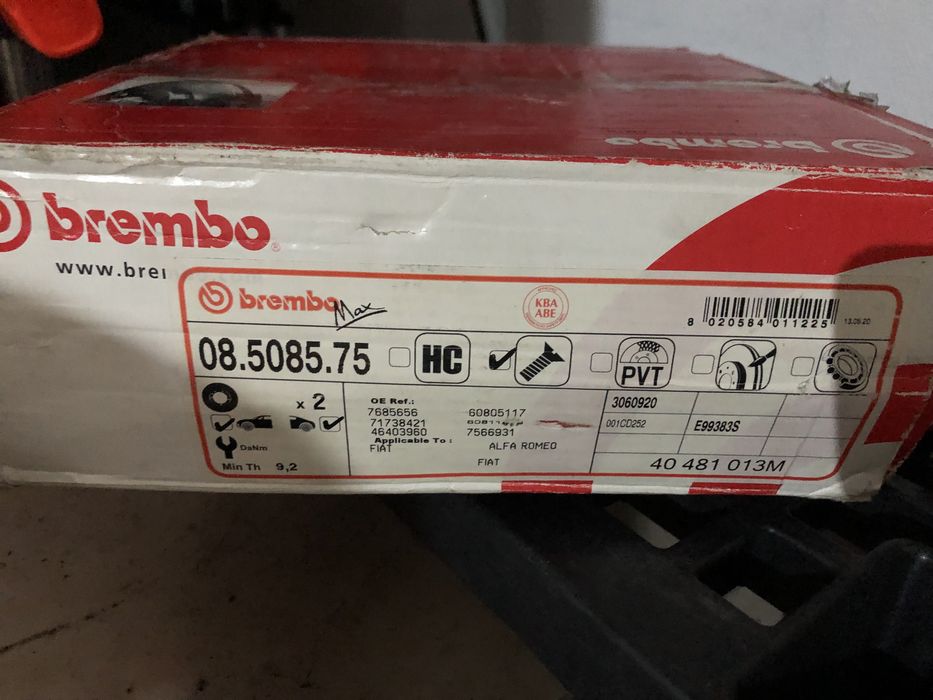 brembo
brembo
www.brei
brembo
Max
KBA
ABE
8 020584 011225
13.05.20
08.5085.75
HC
PVT
x 2
OE Ref.:
7685656 60805117
71738421
46403960 7566931
Applicable To :
FIAT ALFA ROMEO
FIAT
DaNm
Min Th 9,2
3060920
001CD252 E99383S
40 481 013M